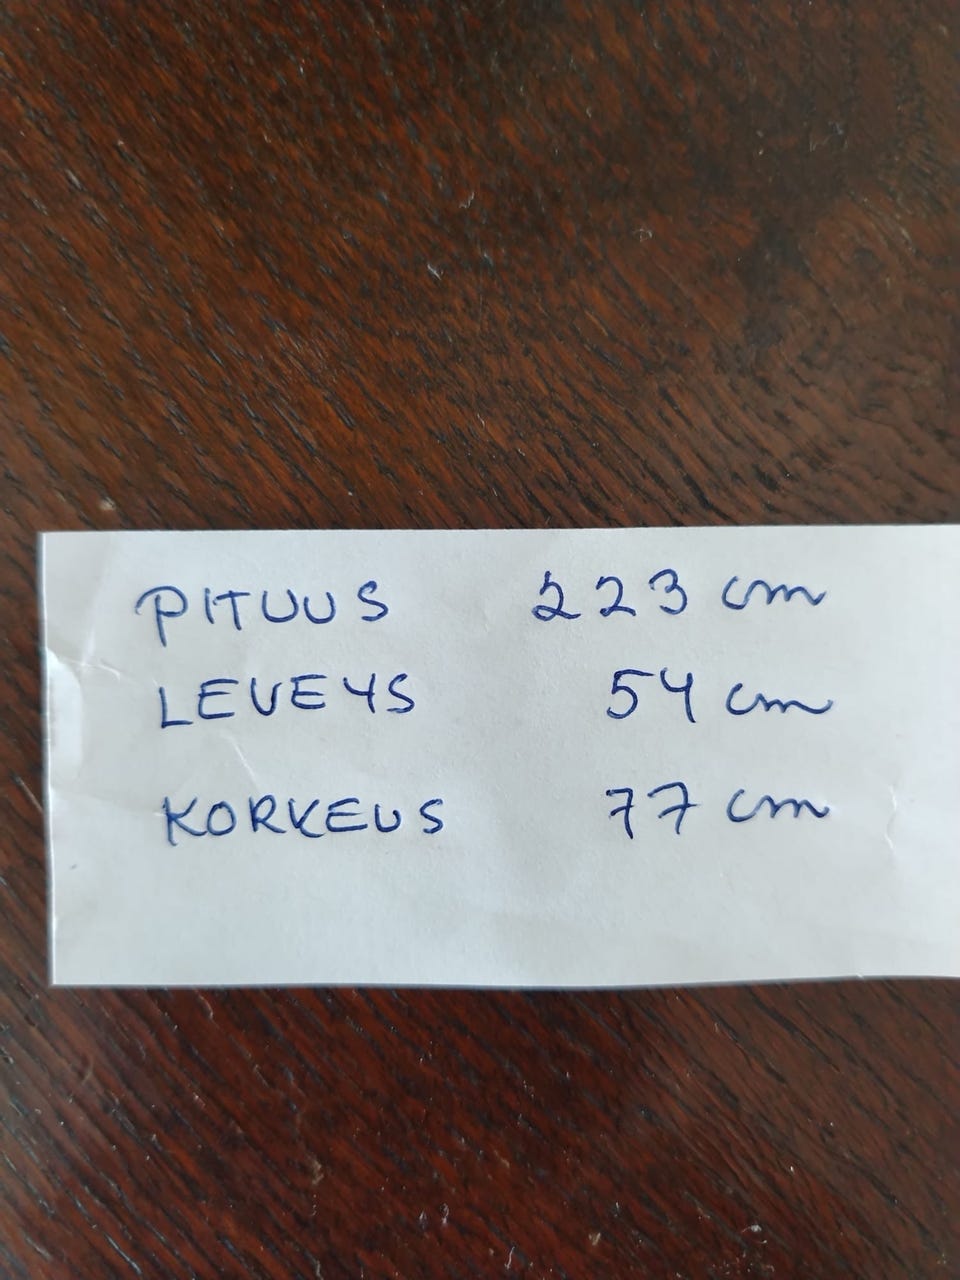 PITUUS 223 cm
LEVEYS 54 cm
KORKEUS 77 cm